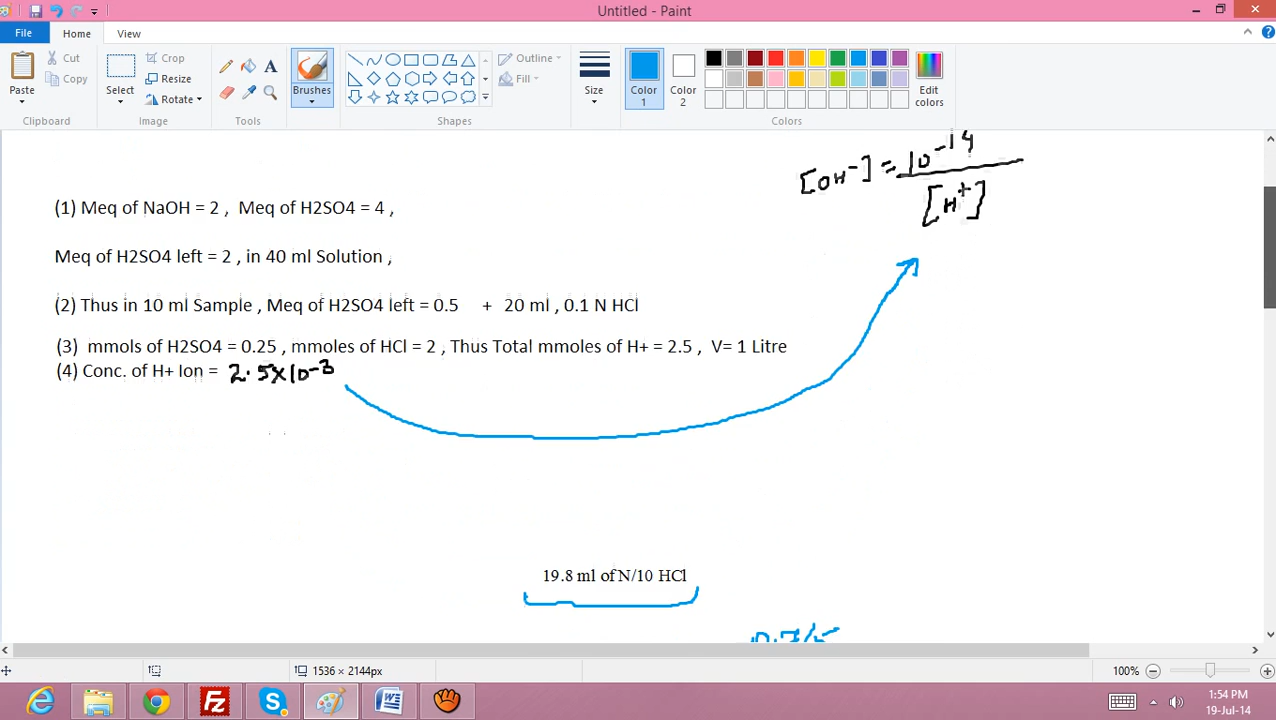 Untitled - Paint
File Home View
Paste
Cut
Copy
Clipboard
Select
Crop
Resize
Rotate
Image
Tools
Brushes
Outline
Fill
Shapes
Size
Color 1
Color 2
Edit colors
Colors
[OH⁻] = 10⁻¹⁴
[H⁺]
(1) Meq of NaOH = 2 , Meq of H2SO4 = 4 ,
Meq of H2SO4 left = 2 , in 40 ml Solution ,
(2) Thus in 10 ml Sample , Meq of H2SO4 left = 0.5 + 20 ml , 0.1 N HCl
(3) mmols of H2SO4 = 0.25 , mmoles of HCl = 2 , Thus Total mmoles of H+ = 2.5 , V= 1 Litre
(4) Conc. of H+ Ion = 2.5x10⁻³
19.8 ml of N/10 HCl
1536 × 2144px
100%
1:54 PM
19-Jul-14